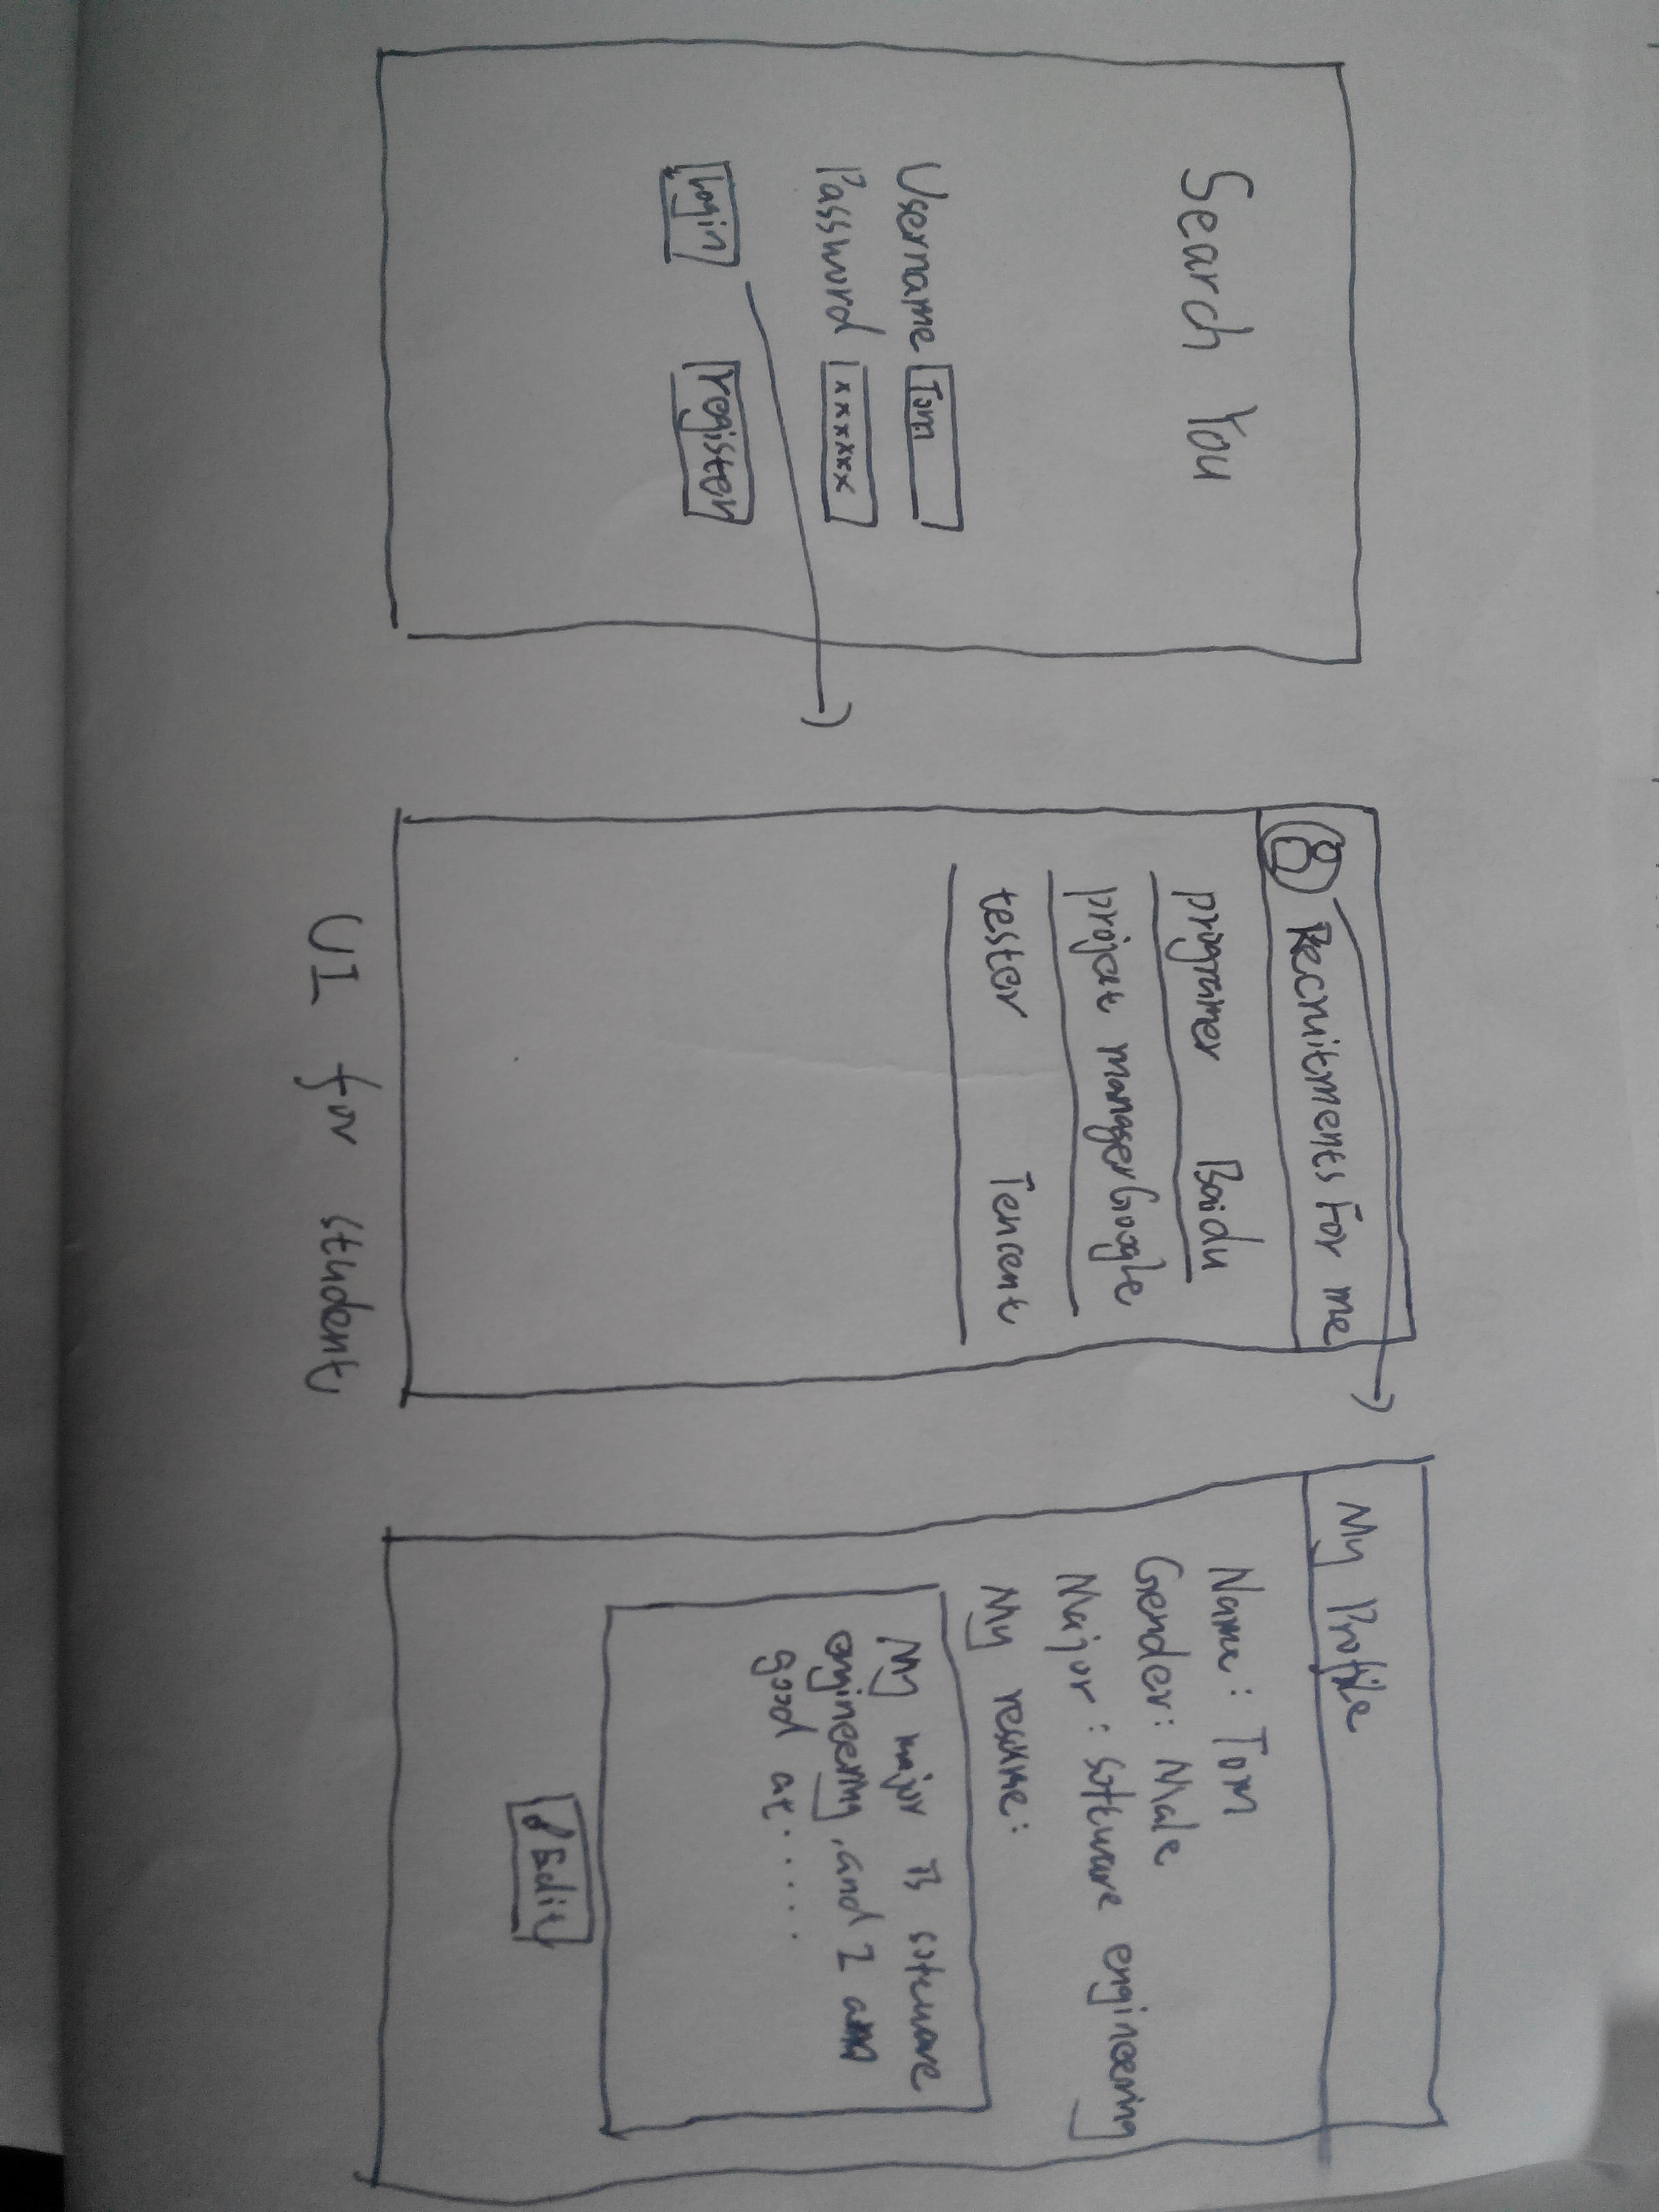 Search You
Username Tom
Password xxxxxx
Login register
Recruitments For me
programer Baidu
project manager Google
tester Tencent
My Profile
Name: Tom
Gender: Male
Major: software engineering
My resume:
My major is software
engineering, and I am
good at.....
Edit
UI for student